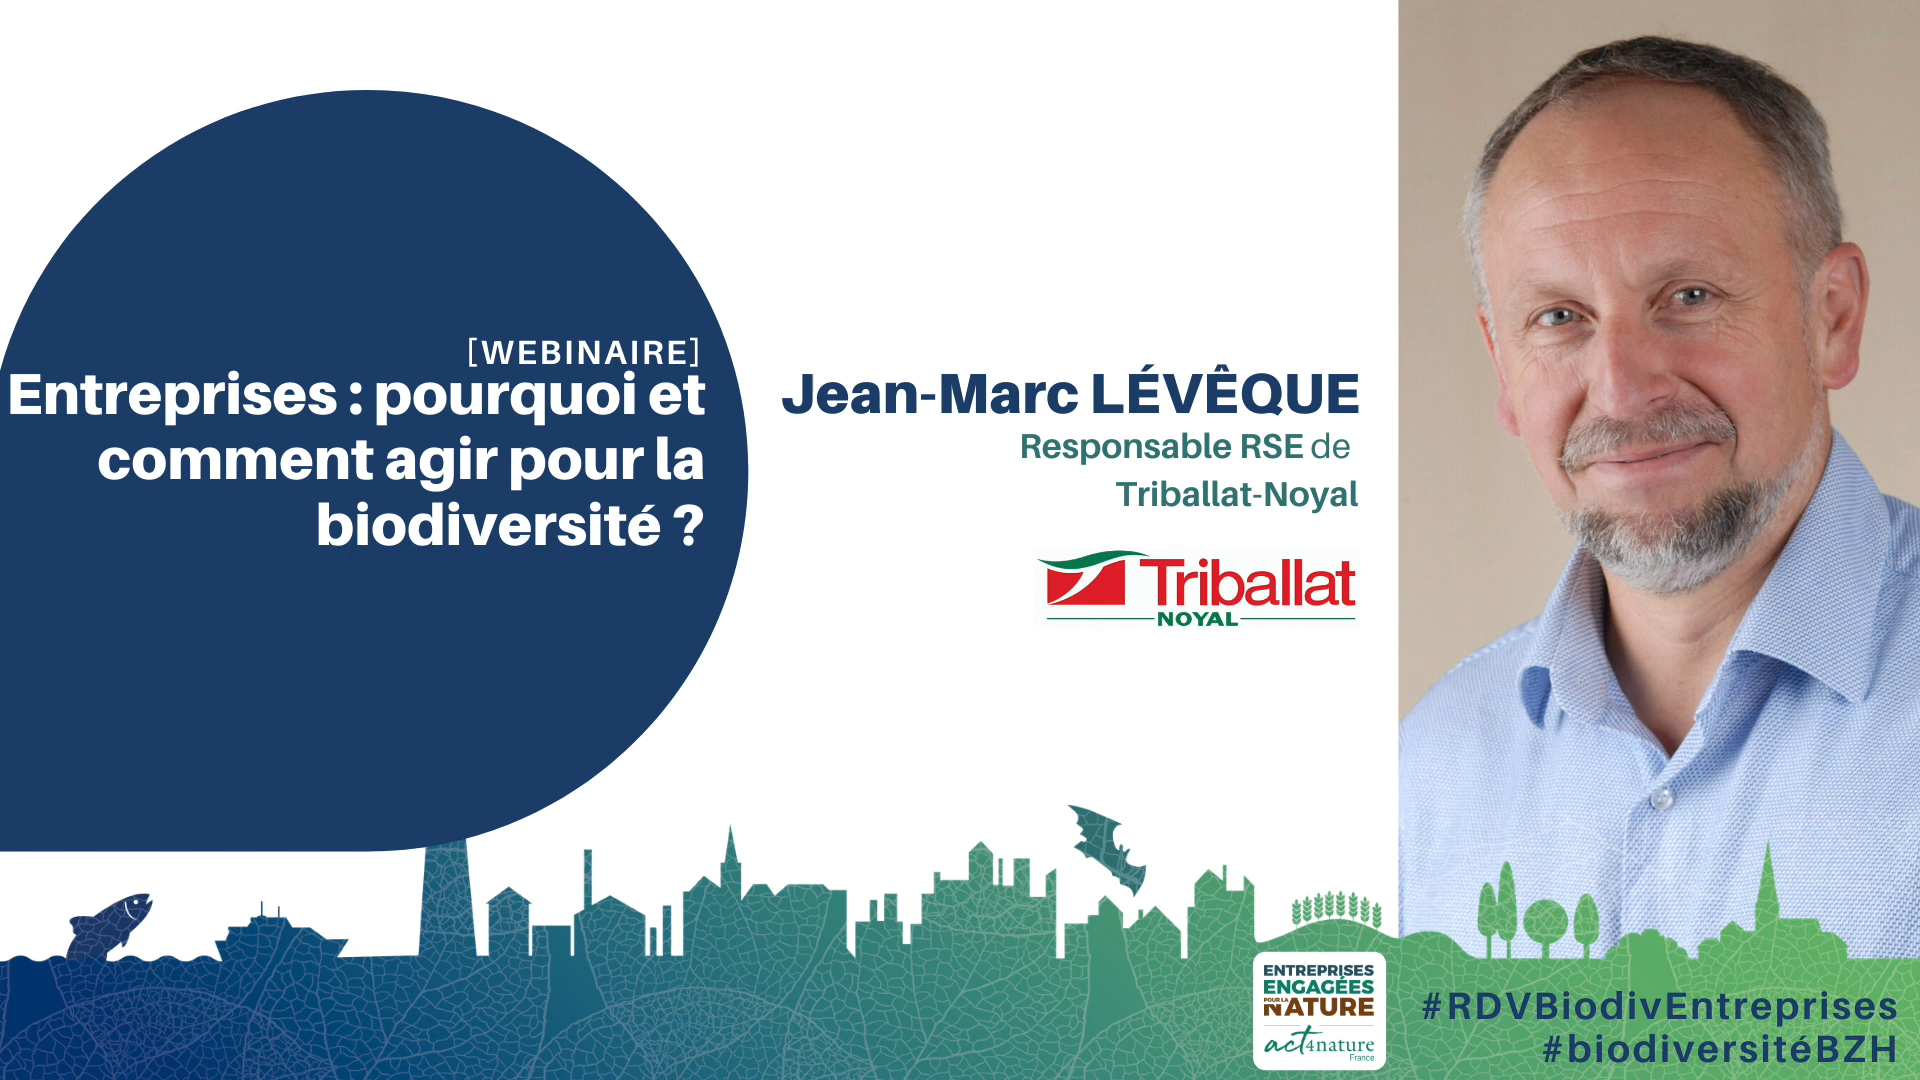 [WEBINAIRE]
Entreprises : pourquoi et
comment agir pour la
biodiversité ?
Jean-Marc LÉVÊQUE
Responsable RSE de
Triballat-Noyal
Triballat
NOYAL
ENTREPRISES
ENGAGÉES
POUR LA
NATURE
act4nature
France
#RDVBiodivEntreprises
#biodiversitéBZH